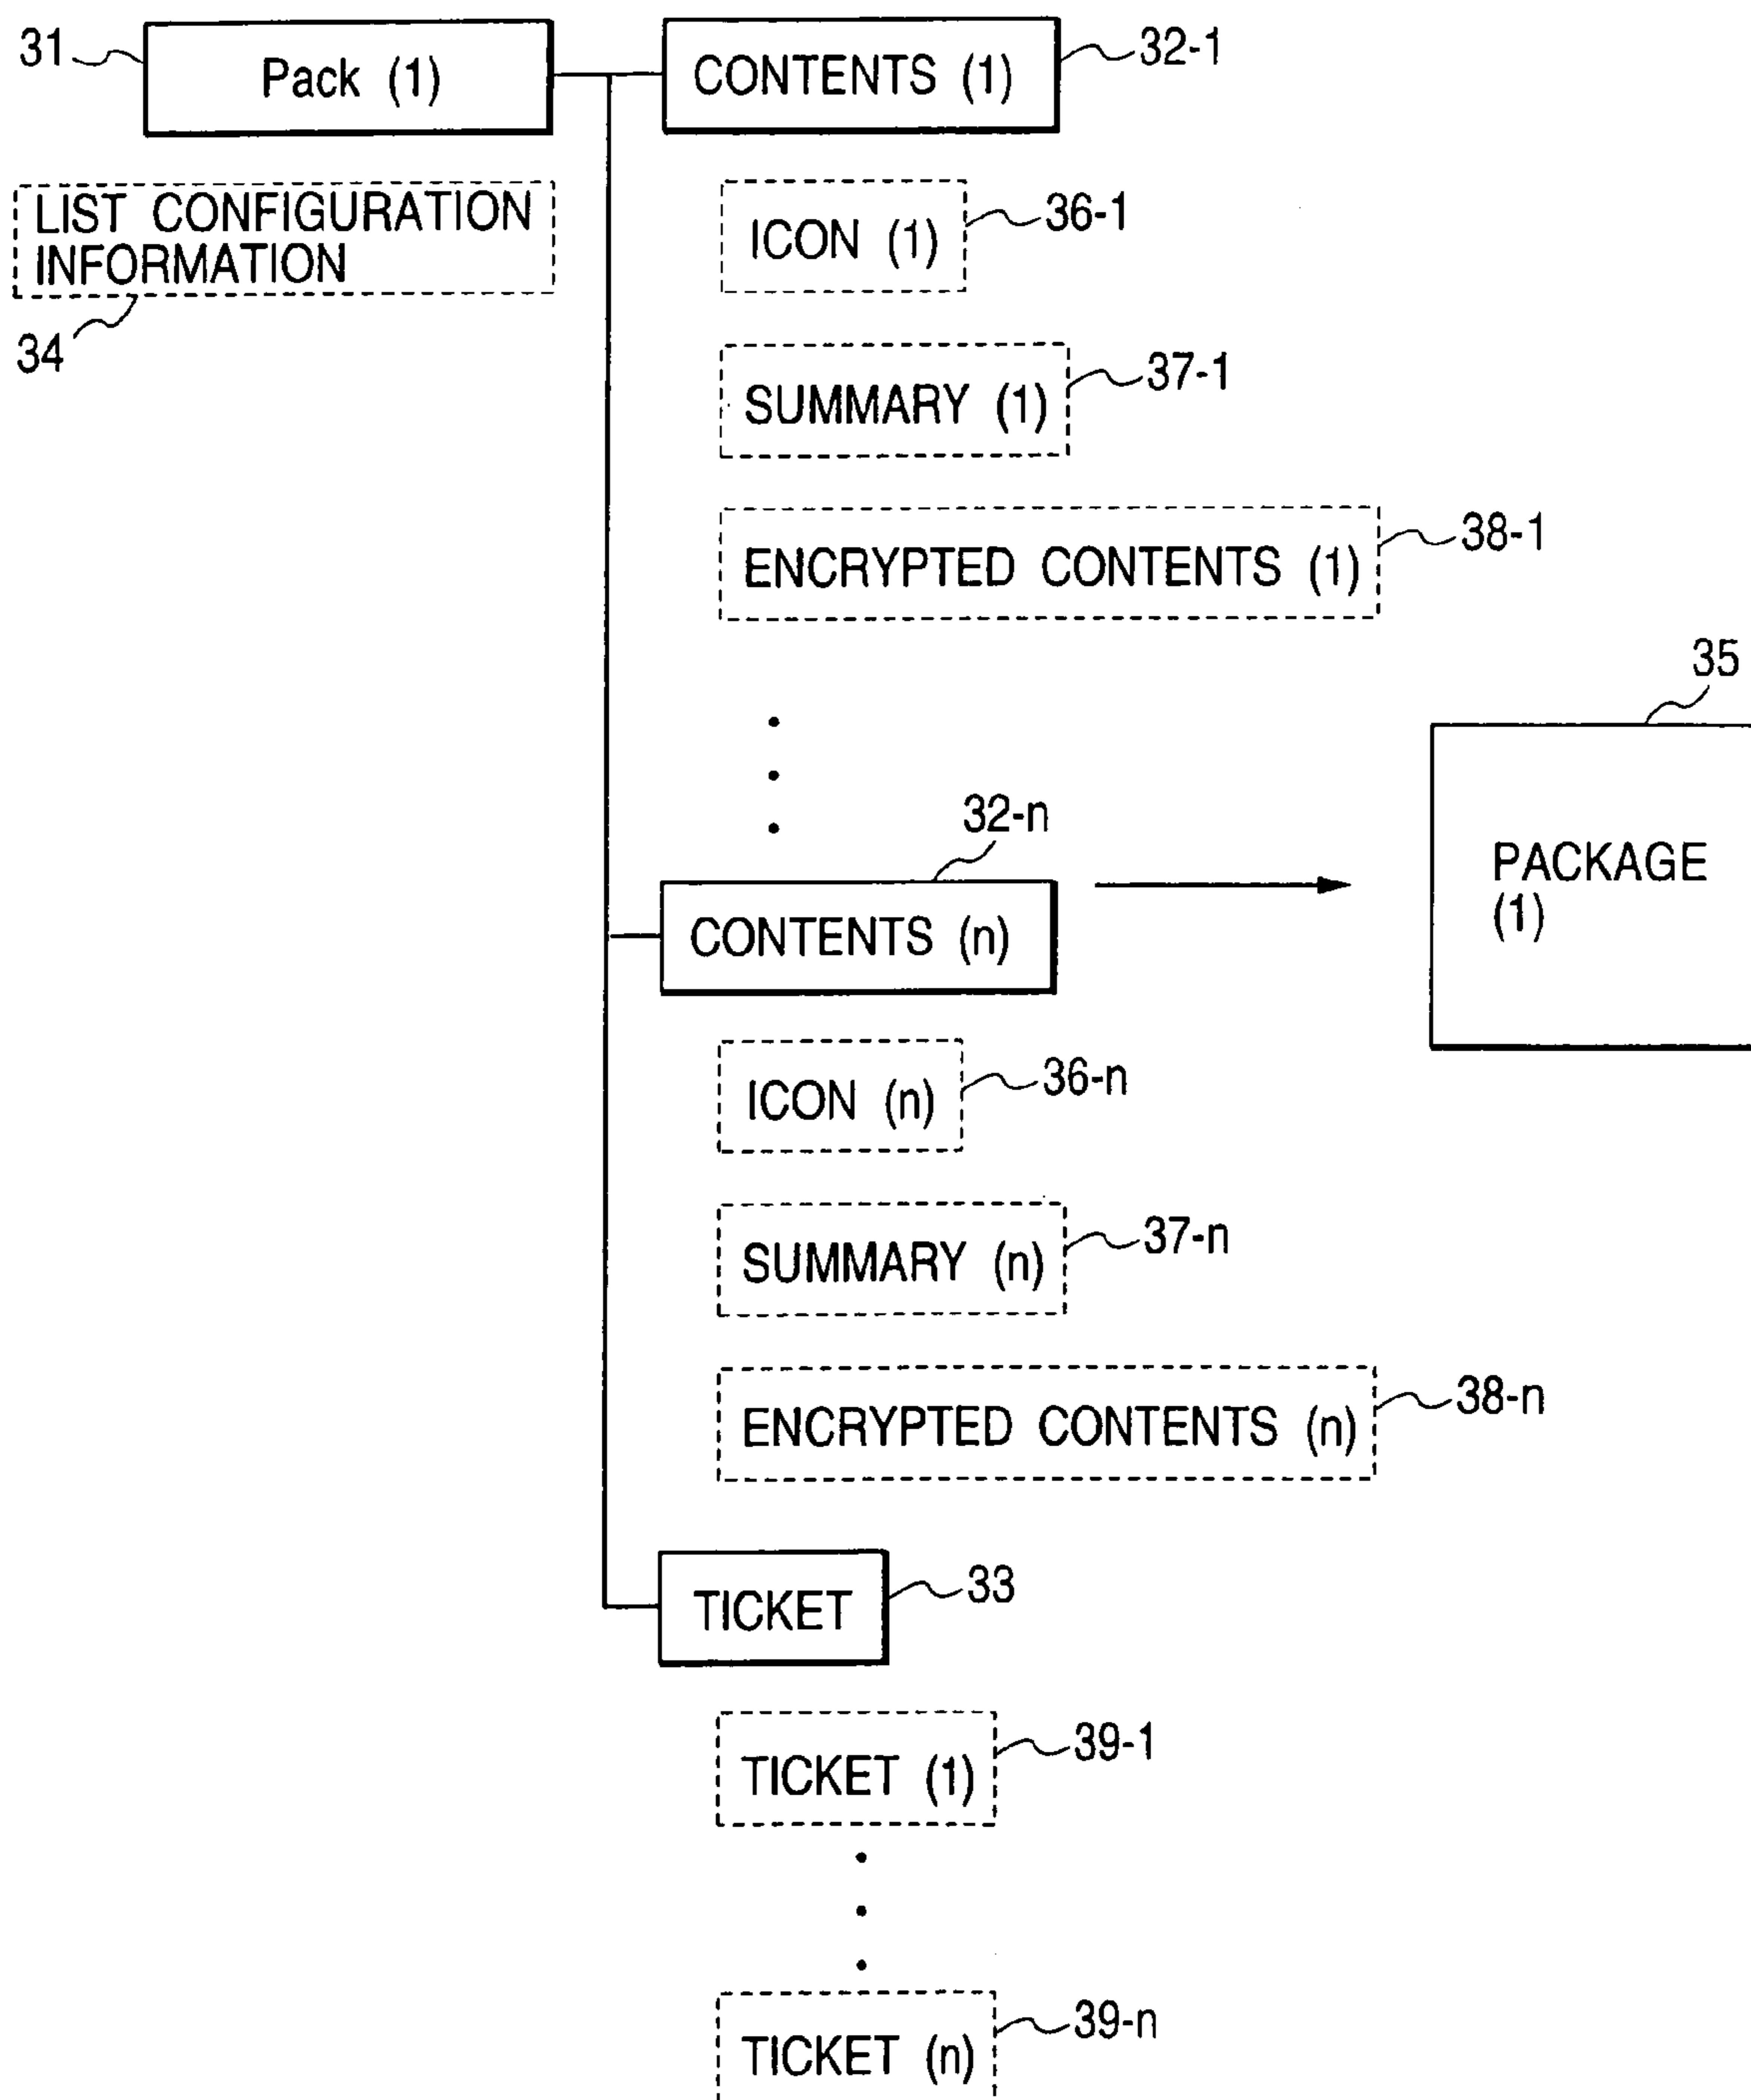 31
Pack (1)
CONTENTS (1)
32-1
LIST CONFIGURATION
INFORMATION
34
ICON (1)
36-1
SUMMARY (1)
37-1
ENCRYPTED CONTENTS (1)
38-1
35
PACKAGE
(1)
32-n
CONTENTS (n)
ICON (n)
36-n
SUMMARY (n)
37-n
ENCRYPTED CONTENTS (n)
38-n
TICKET
33
TICKET (1)
39-1
TICKET (n)
39-n